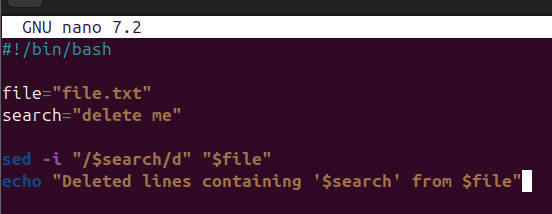 GNU nano 7.2
#!/bin/bash
file="file.txt"
search="delete me"
sed -i "/$search/d" "$file"
echo "Deleted lines containing '$search' from $file"